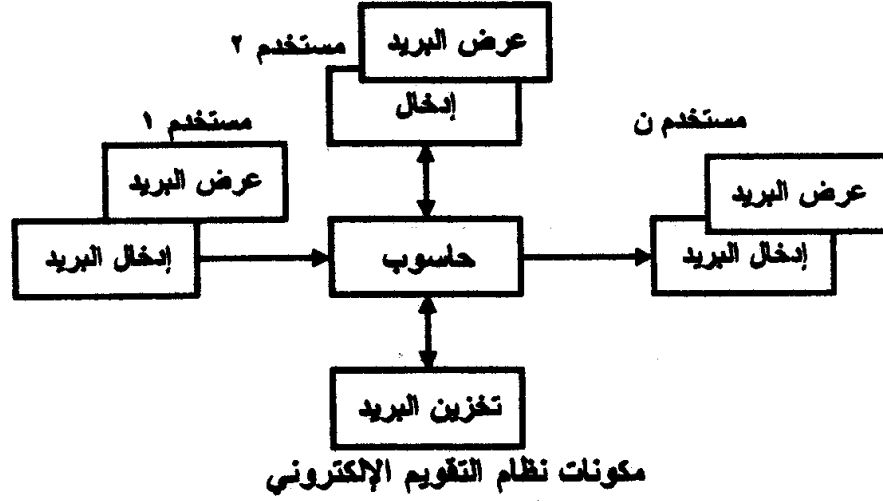 مستخدم ٢
عرض البريد
إدخال
مستخدم ١
عرض البريد
إدخال البريد
مستخدم ن
عرض البريد
إدخال البريد
حاسوب
تخزين البريد
مكونات نظام التقويم الإلكتروني